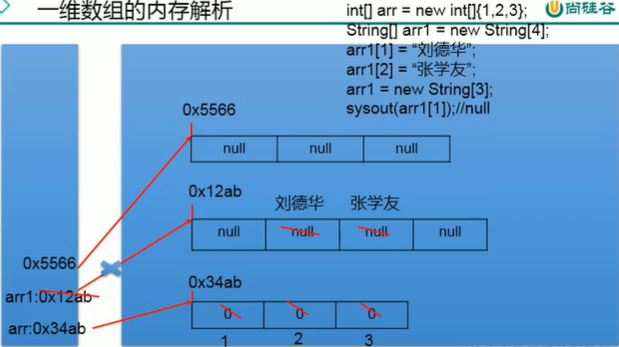 一维数组的内存解析
尚硅谷
int[] arr = new int[]{1,2,3};
String[] arr1 = new String[4];
arr1[1] = “刘德华”;
arr1[2] = “张学友”;
arr1 = new String[3];
sysout(arr1[1]);//null
0x5566
null null null
0x12ab
刘德华 张学友
null null null null
0x5566
arr1:0x12ab
0x34ab
arr:0x34ab
0 0 0
1 2 3